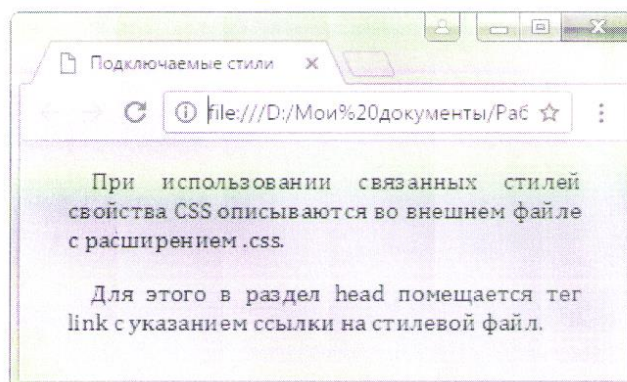 Подключаемые стили
file:///D:/Мои%20документы/Раб
При использовании связанных стилей
свойства CSS описываются во внешнем файле
с расширением .css.
Для этого в раздел head помещается тег
link с указанием ссылки на стилевой файл.